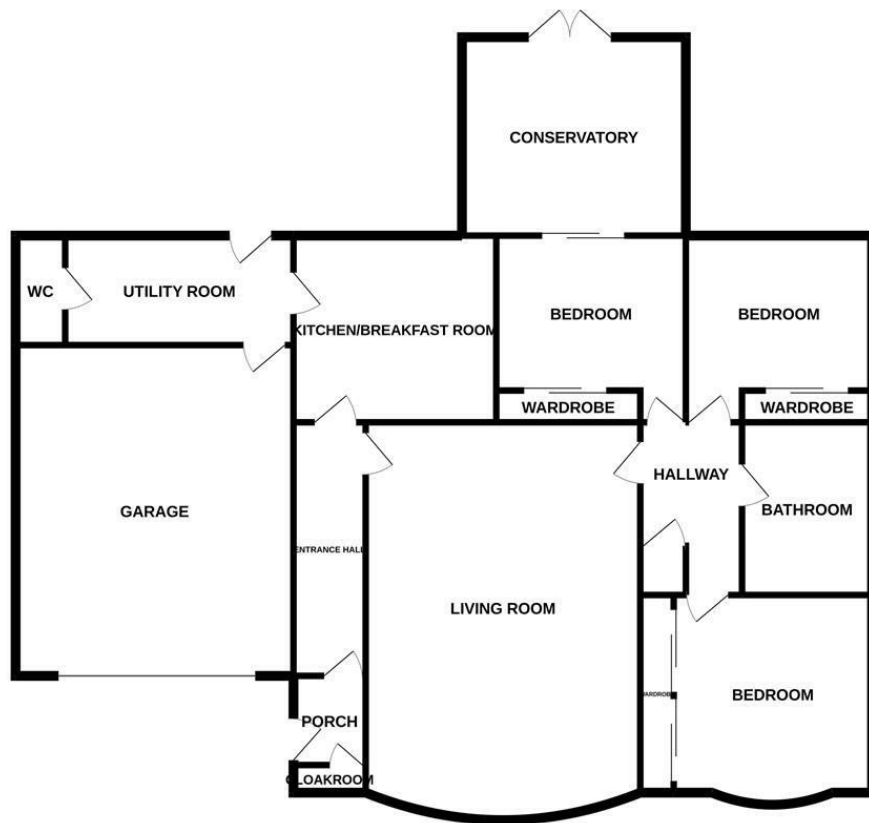 CONSERVATORY
WC
UTILITY ROOM
KITCHEN/BREAKFAST ROOM
BEDROOM
BEDROOM
WARDROBE
WARDROBE
GARAGE
ENTRANCE HALL
LIVING ROOM
HALLWAY
BATHROOM
WARDROBE
BEDROOM
PORCH
CLOAKROOM